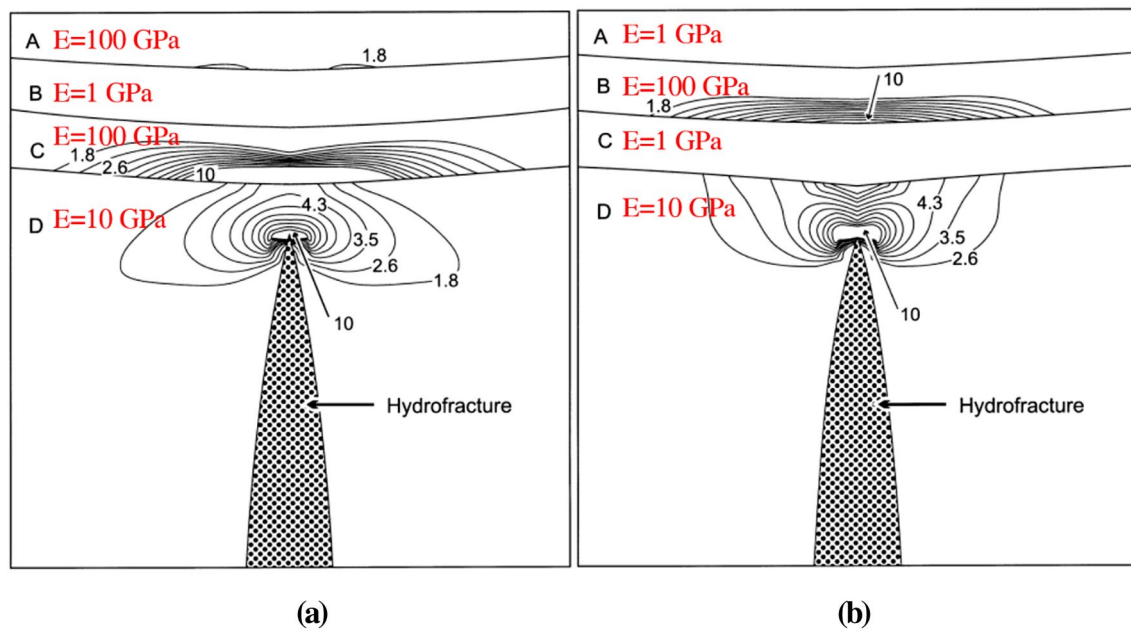 A E=100 GPa
1.8
B E=1 GPa
C E=100 GPa
1.8
2.6
10
D E=10 GPa
4.3
3.5
2.6
1.8
10
Hydrofracture
(a)
A E=1 GPa
B E=100 GPa
10
1.8
C E=1 GPa
D E=10 GPa
4.3
3.5
2.6
10
Hydrofracture
(b)